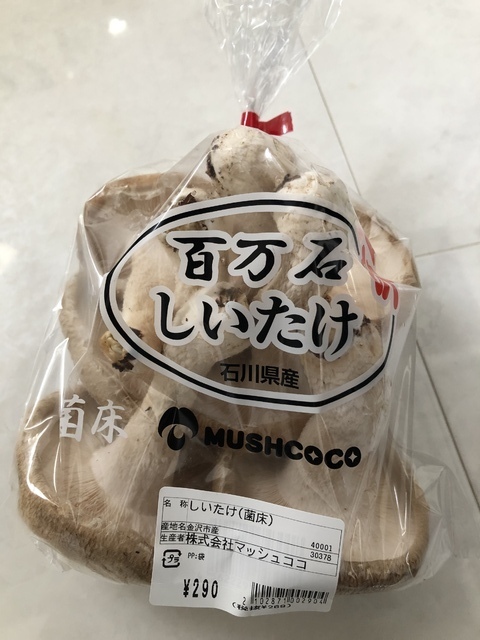 百万石
しいたけ
石川県産
菌床
MUSHCOCO
名 称 しいたけ(菌床)
産地名 金沢市産
生産者 株式会社マッシュココ
40001
30378
プラ
PP:袋
¥290